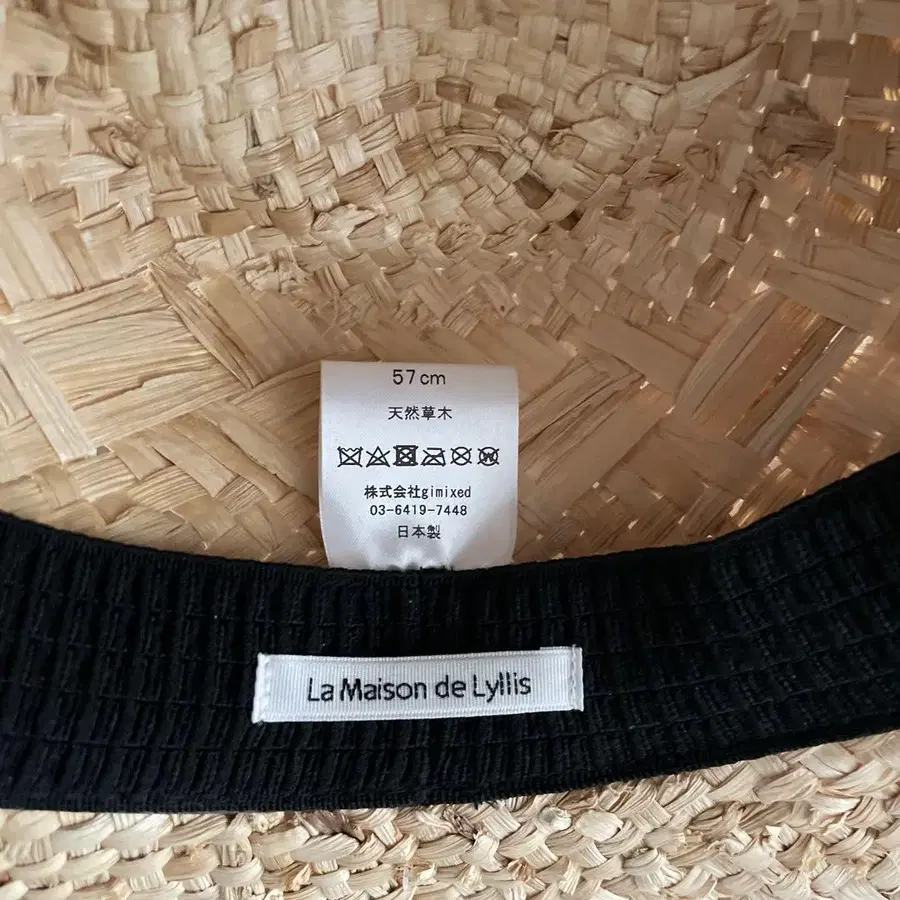 57cm
天然草木
株式会社gimixed
03-6419-7448
日本製
La Maison de Lyllis